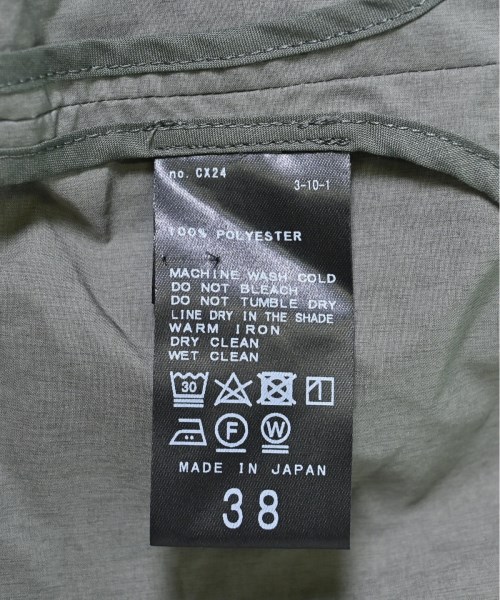 no. CX24
3-10-1
100% POLYESTER
MACHINE WASH COLD
DO NOT BLEACH
DO NOT TUMBLE DRY
LINE DRY IN THE SHADE
WARM IRON
DRY CLEAN
WET CLEAN
30
F W
MADE IN JAPAN
38